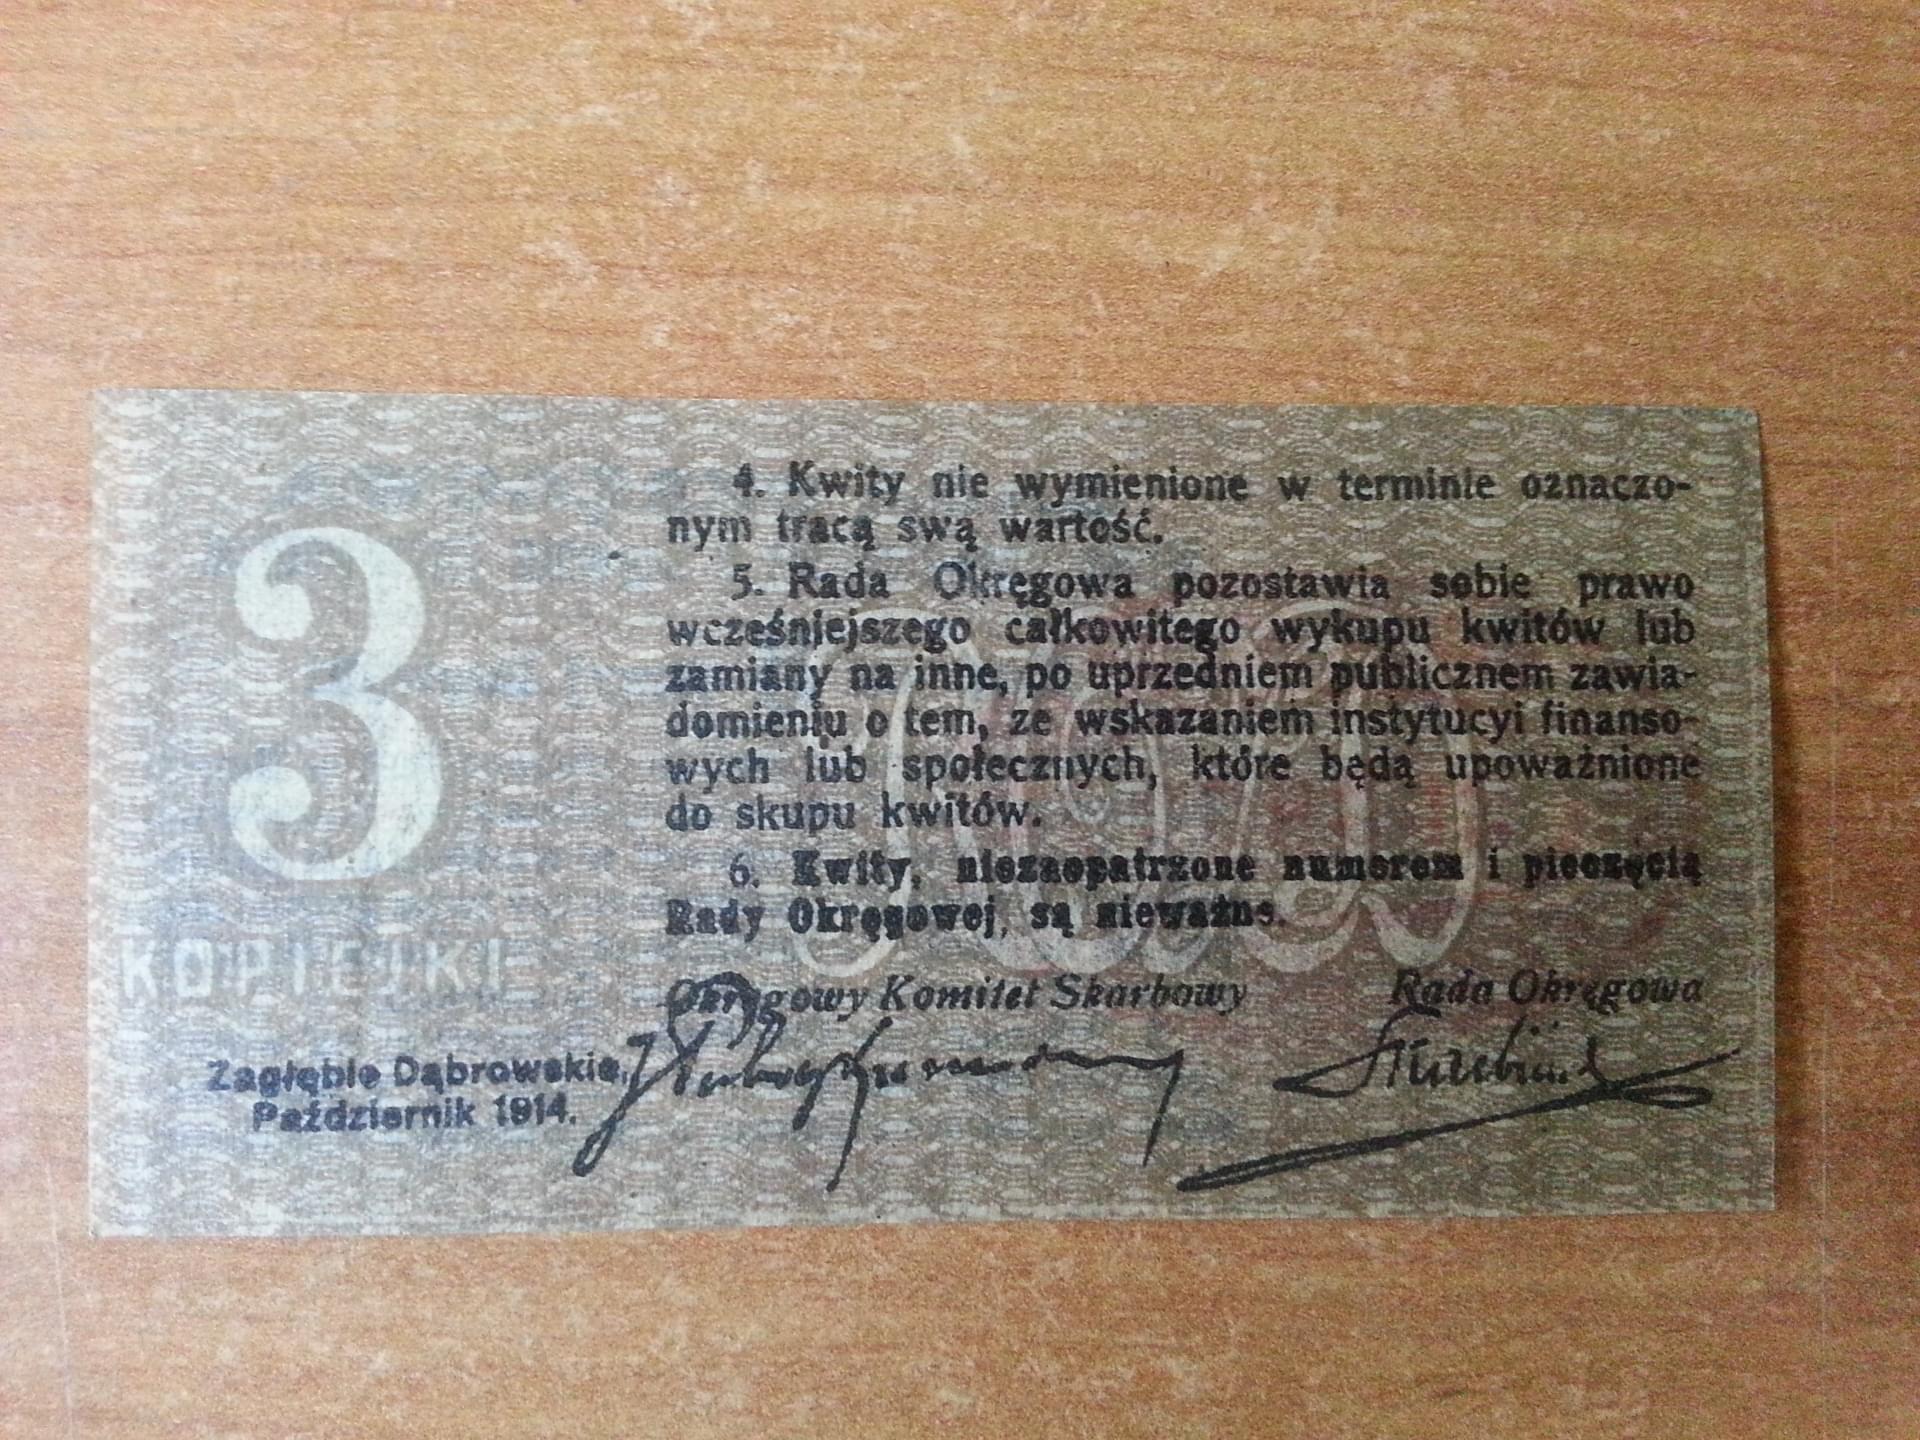 4. Kwity nie wymienione w terminie oznaczo-
nym tracą swą wartość.
5. Rada Okręgowa pozostawia sobie prawo
wcześniejszego całkowitego wykupu kwitów lub
zamiany na inne, po uprzedniem publicznem zawia-
domieniu o tem, ze wskazaniem instytucyi finanso-
wych lub społecznych, które będą upoważnione
do skupu kwitów.
6. Kwity, niezaopatrzone numerem i pieczęcią
Rady Okręgowej, są nieważne.
3
KOPIEJKI
Okręgowy Komitet Skarbowy Rada Okręgowa
Zagłębie Dąbrowskie,
Październik 1914.